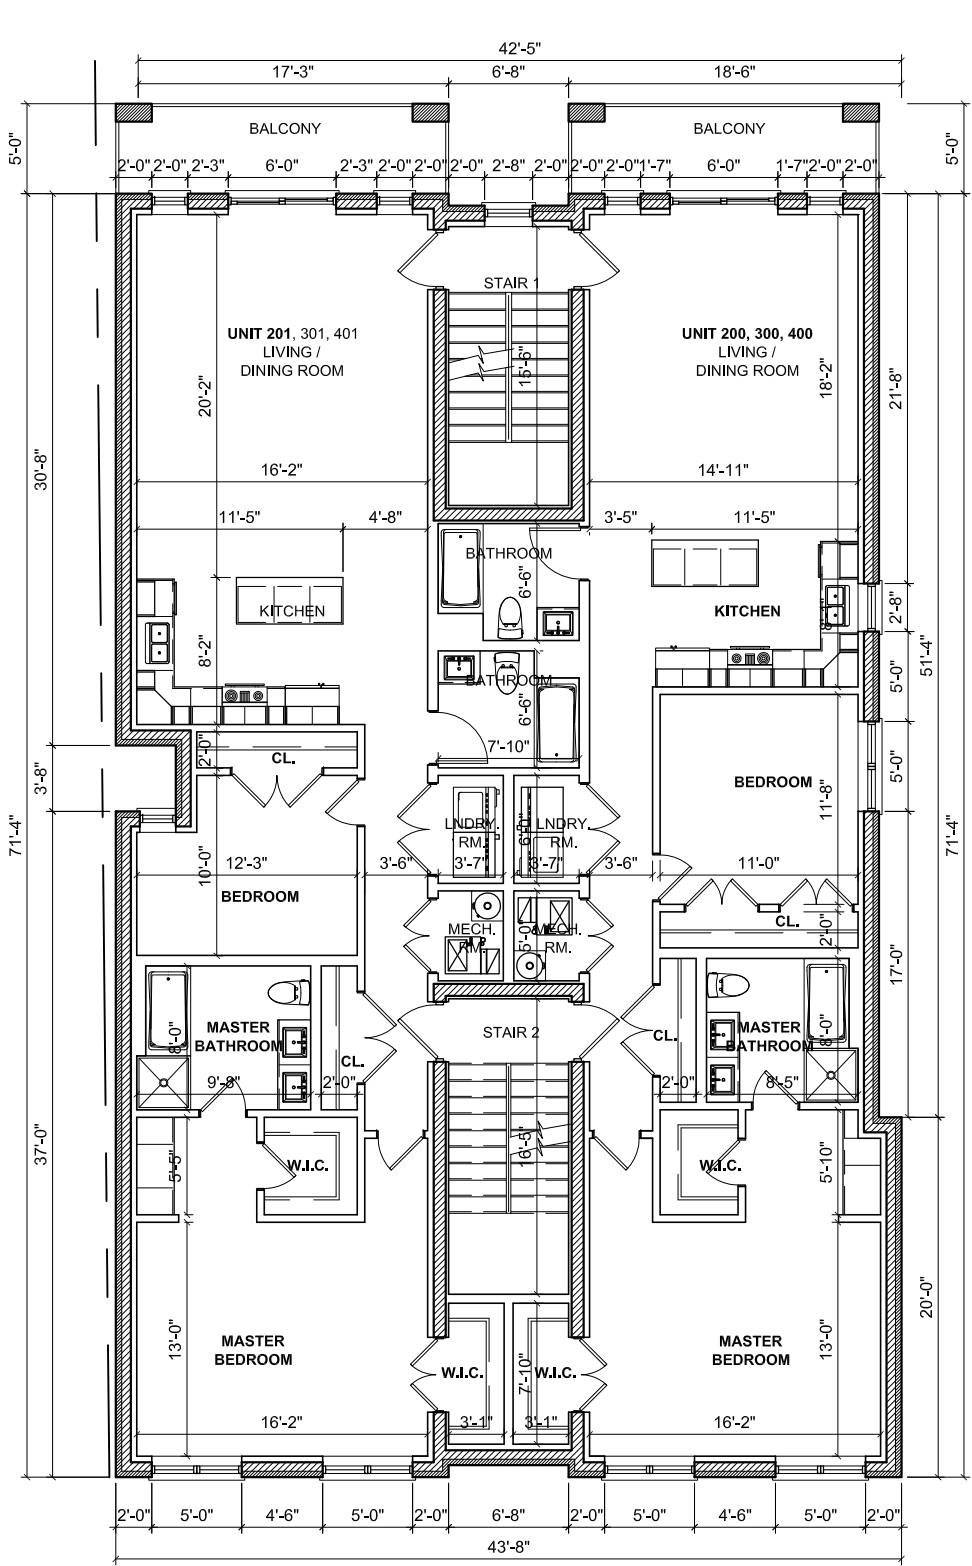 42'-5"
17'-3" 6'-8" 18'-6"
5'-0" 5'-0"
BALCONY BALCONY
2'-0" 2'-0" 2'-3" 6'-0" 2'-3" 2'-0" 2'-0" 2'-0" 2'-8" 2'-0" 2'-0" 2'-0" 1'-7" 6'-0" 1'-7" 2'-0" 2'-0"
STAIR 1
UNIT 201, 301, 401
LIVING /
DINING ROOM
UNIT 200, 300, 400
LIVING /
DINING ROOM
15'-6"
20'-2" 18'-2" 21'-8"
16'-2" 14'-11"
30'-8"
11'-5" 4'-8" 3'-5" 11'-5"
BATHROOM
6'-6"
KITCHEN KITCHEN
2'-8"
8'-2"
51'-4"
5'-0"
BATHROOM
6'-6"
7'-10"
2'-0"
CL.
3'-8"
BEDROOM
11'-8"
5'-0"
71'-4" 71'-4"
LNDRY.
RM.
LNDRY.
RM.
6'-0"
10'-0"
12'-3" 3'-6" 3'-7" 3'-7" 3'-6" 11'-0"
BEDROOM
CL.
2'-0"
MECH.
RM.
MECH.
RM.
5'-0"
17'-0"
MASTER
BATHROOM
8'-0"
STAIR 2
MASTER
BATHROOM
8'-0"
CL. CL.
9'-8" 2'-0" 2'-0" 8'-5"
16'-5"
37'-0"
5'-5"
W.I.C. W.I.C.
5'-10"
20'-0"
13'-0" 13'-0"
MASTER
BEDROOM
MASTER
BEDROOM
W.I.C. W.I.C.
7'-10"
16'-2" 3'-1" 3'-1" 16'-2"
2'-0" 5'-0" 4'-6" 5'-0" 2'-0" 6'-8" 2'-0" 5'-0" 4'-6" 5'-0" 2'-0"
43'-8"